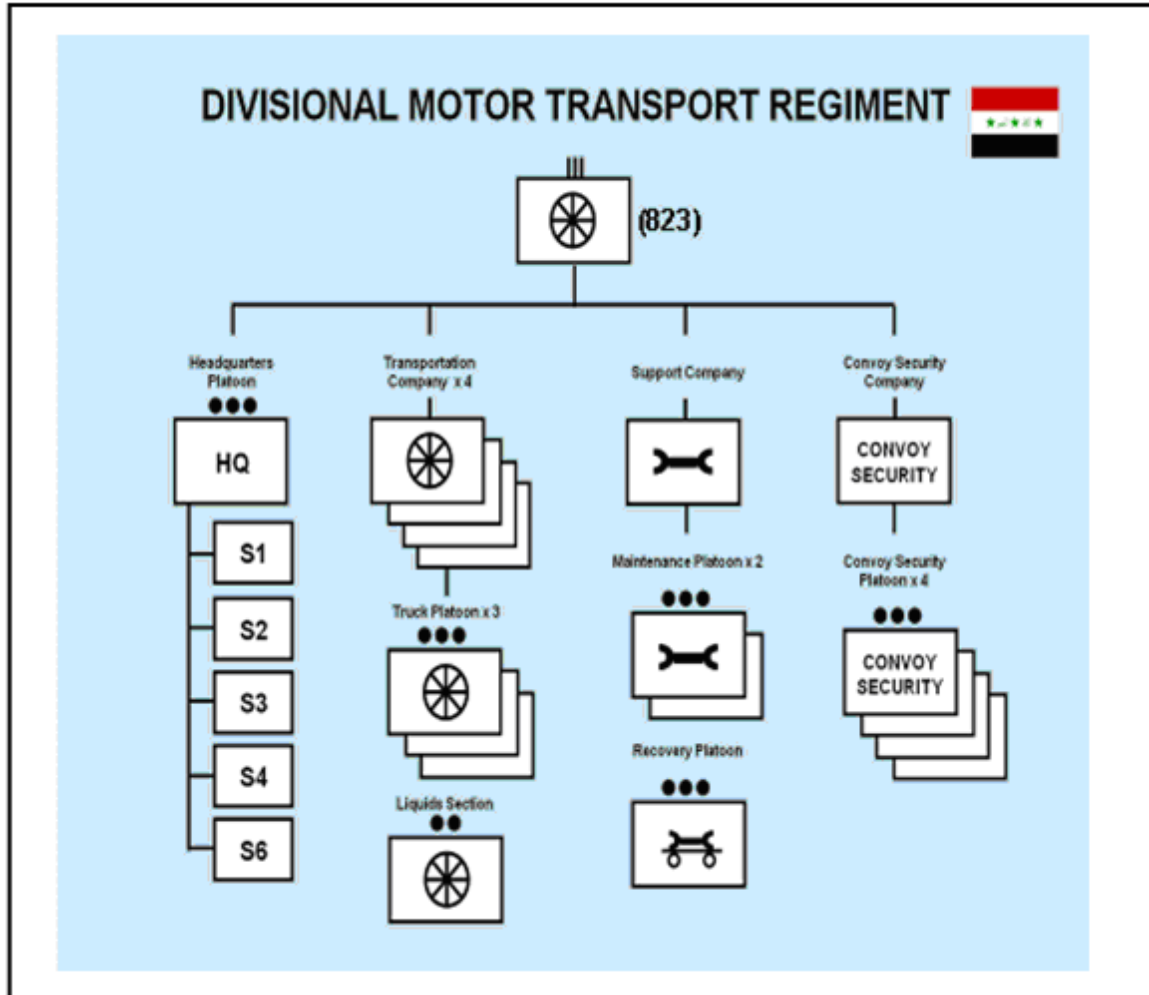 DIVISIONAL MOTOR TRANSPORT REGIMENT
(823)
Headquarters
Platoon
HQ
S1
S2
S3
S4
S6
Transportation
Company x 4
Truck Platoon x 3
Liquids Section
Support Company
Maintenance Platoon x 2
Recovery Platoon
Convoy Security
Company
CONVOY
SECURITY
Convoy Security
Platoon x 4
CONVOY
SECURITY